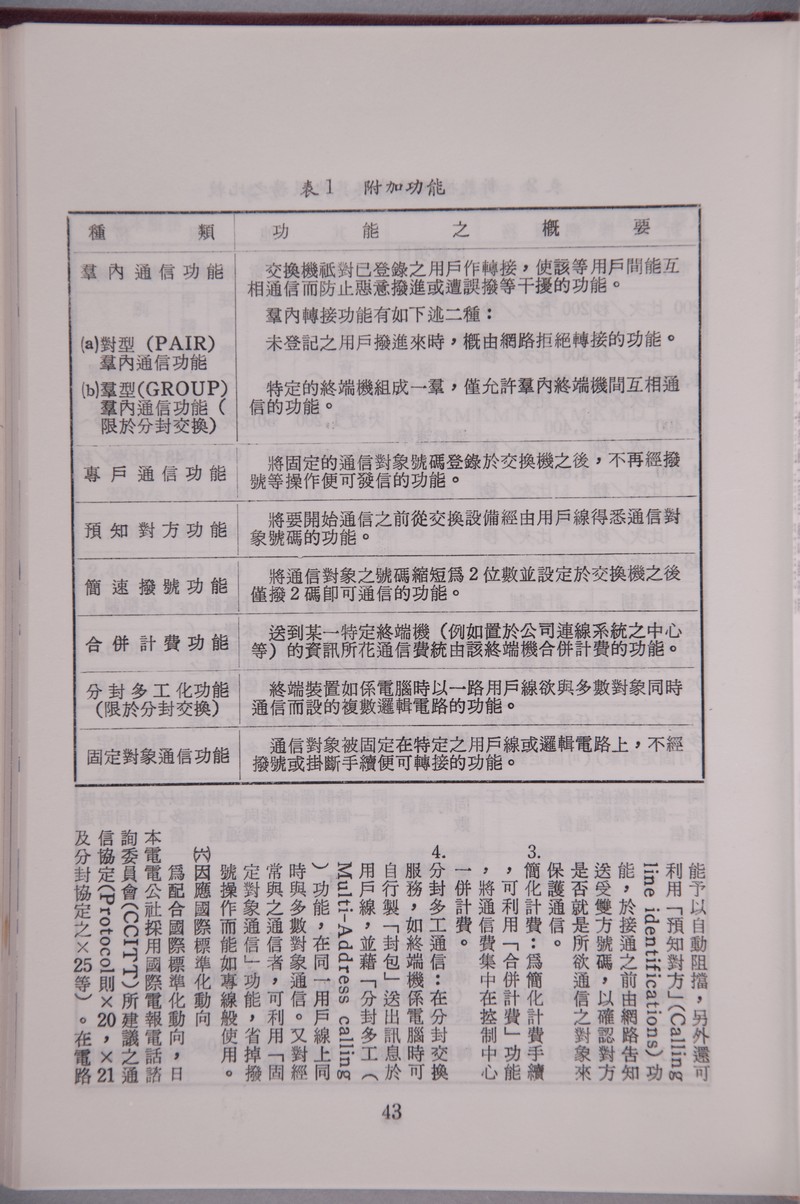 表1　附加功能
種類　功能之概要
羣內通信功能
交換機祇對已登錄之用戶作轉接，使該等用戶間能互
相通信而防止惡意撥進或遭誤撥等干擾的功能。
羣內轉接功能有如下述二種：
(a)對型（PAIR）
羣內通信功能
未登記之用戶撥進來時，概由網路拒絕轉接的功能。
(b)羣型(GROUP)
羣內通信功能（
限於分封交換）
特定的終端機組成一羣，僅允許羣內終端機間互相通
信的功能。
專戶通信功能
將固定的通信對象號碼登錄於交換機之後，不再經撥
號等操作便可發信的功能。
預知對方功能
將要開始通信之前從交換設備經由用戶線得悉通信對
象號碼的功能。
簡速撥號功能
將通信對象之號碼縮短爲2位數並設定於交換機之後
僅撥2碼卽可通信的功能。
合併計費功能
送到某一特定終端機（例如置於公司連線系統之中心
等）的資訊所花通信費統由該終端機合併計費的功能。
分封多工化功能
（限於分封交換）
終端裝置如係電腦時以一路用戶線欲與多數對象同時
通信而設的複數邏輯電路的功能。
固定對象通信功能
通信對象被固定在特定之用戶線或邏輯電路上，不經
撥號或掛斷手續便可轉接的功能。
能予以自動阻擋，另外還可
利用「預知對方」(Calling
line identifications) 功
能，於接通之前由網路告知
送受雙方號碼，以確認對方
是否就是所欲通信之對象來
保護通信。
3.簡化計費：爲簡化計費手續
，可利用「合併計費」功能
，將通信費集中在控制中心
一併計費。
4.分封多工通信：在分封交換
服務，如終端機係電腦時可
自行製「封包」送出訊息於
用戶線，並藉「分封多工（
Multi-Address calling
）功能，在同一用戶線上同
時與多數對象通信。又對經
常與之通信者，可利用「固
定對象通信」功能，省掉撥
號操作而能如專線般使用。
㈥因應國際標準化動向
爲配合國際標準化動向，日
本電電公社採用國際電報電話諮
詢委員會(CCITT)所建議之通
信協定(Protocol則×20，×21
及分封協定之×25等）。在電路
43